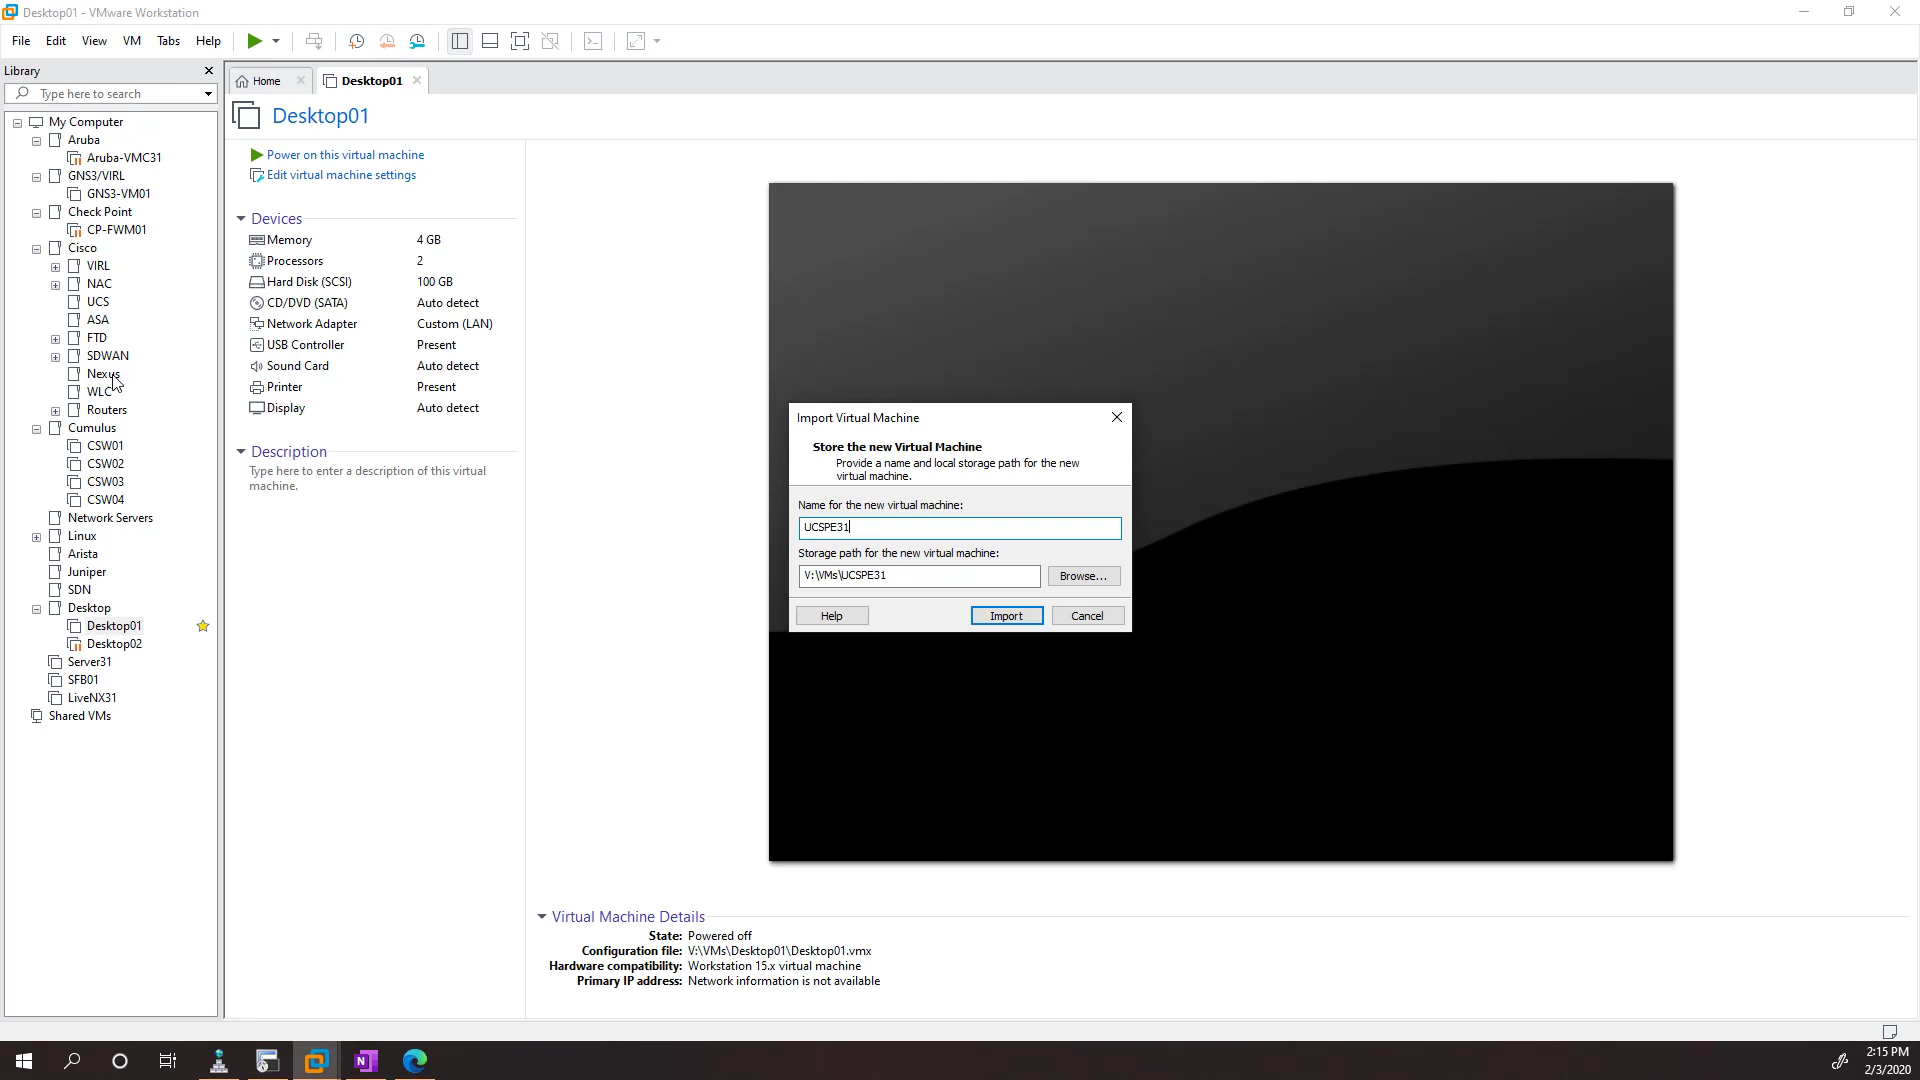 Desktop01 - VMware Workstation
File Edit View VM Tabs Help
Library
Type here to search
My Computer
Aruba
Aruba-VMC31
GNS3/VIRL
GNS3-VM01
Check Point
CP-FWM01
Cisco
VIRL
NAC
UCS
ASA
FTD
SDWAN
Nexus
WLC
Routers
Cumulus
CSW01
CSW02
CSW03
CSW04
Network Servers
Linux
Arista
Juniper
SDN
Desktop
Desktop01
Desktop02
Server31
SFB01
LiveNX31
Shared VMs
Home Desktop01
Desktop01
Power on this virtual machine
Edit virtual machine settings
Devices
Memory 4 GB
Processors 2
Hard Disk (SCSI) 100 GB
CD/DVD (SATA) Auto detect
Network Adapter Custom (LAN)
USB Controller Present
Sound Card Auto detect
Printer Present
Display Auto detect
Description
Type here to enter a description of this virtual
machine.
Import Virtual Machine
Store the new Virtual Machine
Provide a name and local storage path for the new
virtual machine.
Name for the new virtual machine:
UCSPE31
Storage path for the new virtual machine:
V:\VMs\UCSPE31 Browse...
Help Import Cancel
Virtual Machine Details
State: Powered off
Configuration file: V:\VMs\Desktop01\Desktop01.vmx
Hardware compatibility: Workstation 15.x virtual machine
Primary IP address: Network information is not available
N
2:15 PM
2/3/2020